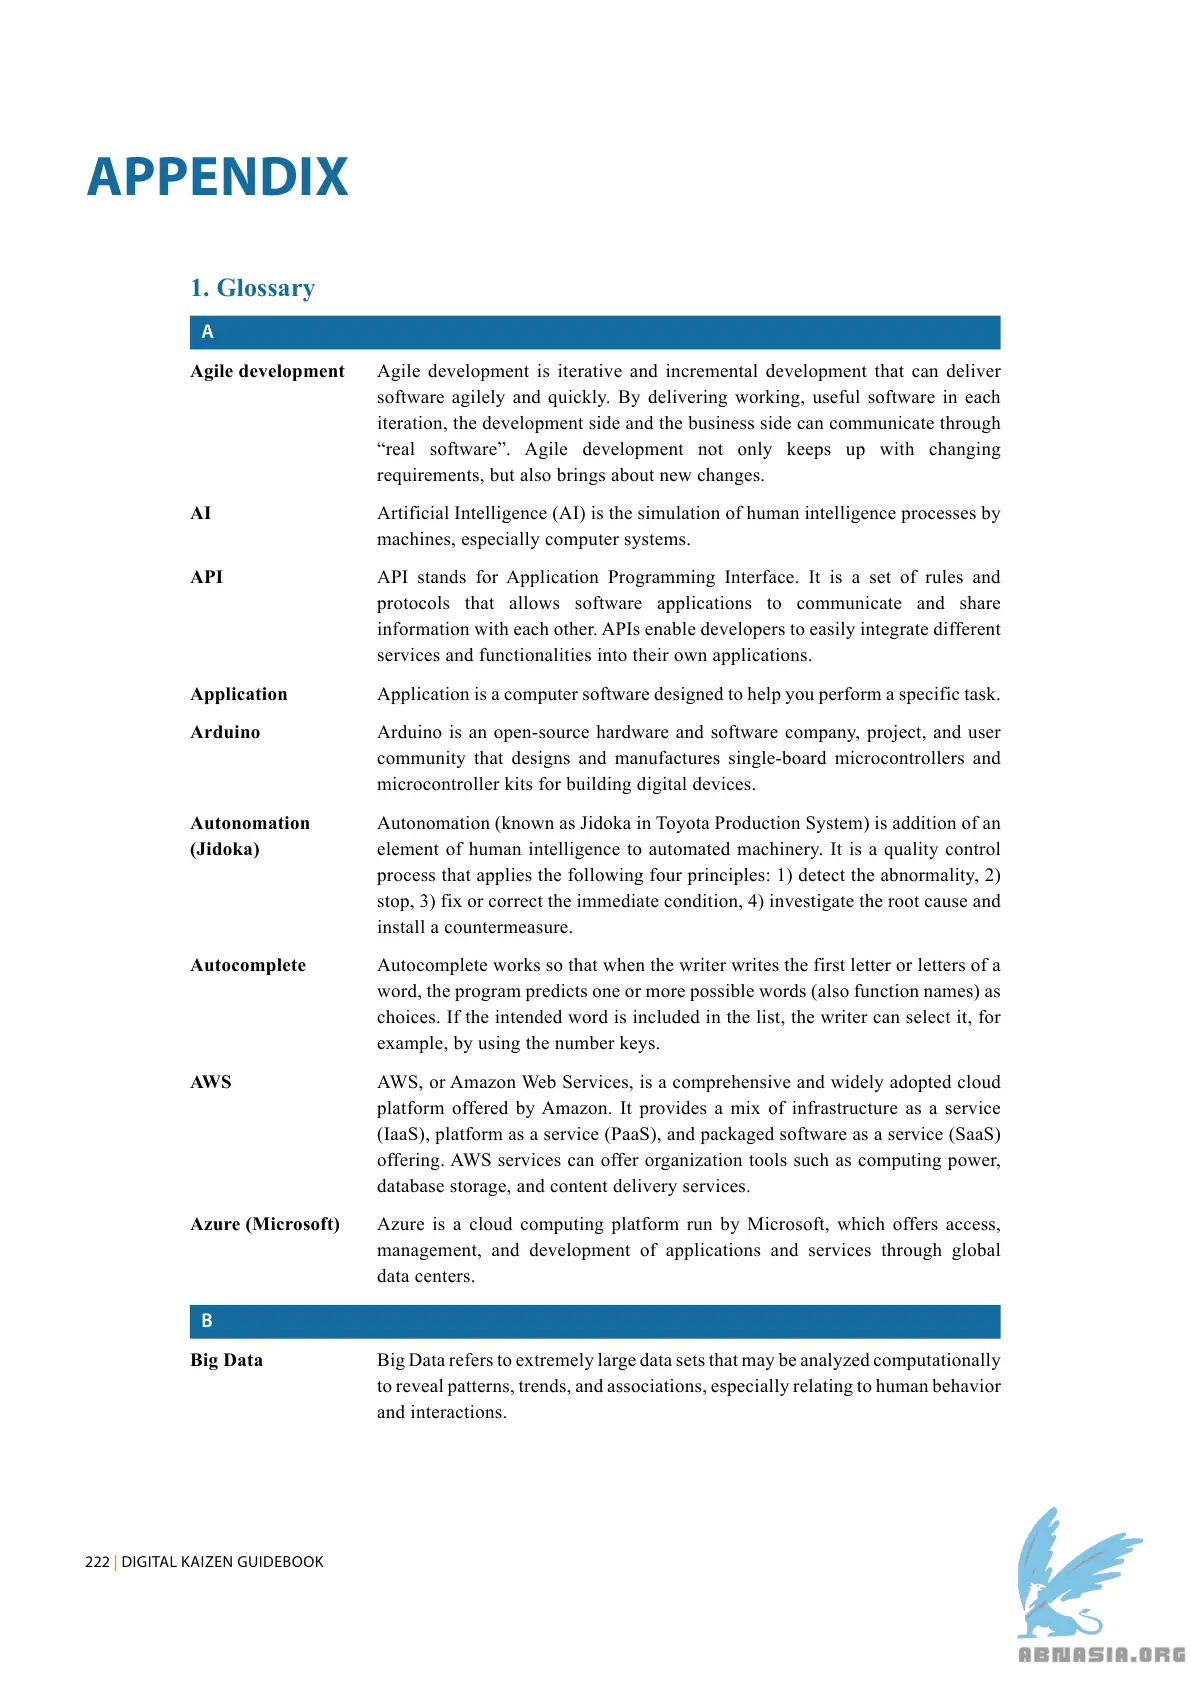 APPENDIX
1. Glossary
A
Agile development Agile development is iterative and incremental development that can deliver
software agilely and quickly. By delivering working, useful software in each
iteration, the development side and the business side can communicate through
“real software”. Agile development not only keeps up with changing
requirements, but also brings about new changes.
AI Artificial Intelligence (AI) is the simulation of human intelligence processes by
machines, especially computer systems.
API API stands for Application Programming Interface. It is a set of rules and
protocols that allows software applications to communicate and share
information with each other. APIs enable developers to easily integrate different
services and functionalities into their own applications.
Application Application is a computer software designed to help you perform a specific task.
Arduino Arduino is an open-source hardware and software company, project, and user
community that designs and manufactures single-board microcontrollers and
microcontroller kits for building digital devices.
Autonomation Autonomation (known as Jidoka in Toyota Production System) is addition of an
(Jidoka) element of human intelligence to automated machinery. It is a quality control
process that applies the following four principles: 1) detect the abnormality, 2)
stop, 3) fix or correct the immediate condition, 4) investigate the root cause and
install a countermeasure.
Autocomplete Autocomplete works so that when the writer writes the first letter or letters of a
word, the program predicts one or more possible words (also function names) as
choices. If the intended word is included in the list, the writer can select it, for
example, by using the number keys.
AWS AWS, or Amazon Web Services, is a comprehensive and widely adopted cloud
platform offered by Amazon. It provides a mix of infrastructure as a service
(IaaS), platform as a service (PaaS), and packaged software as a service (SaaS)
offering. AWS services can offer organization tools such as computing power,
database storage, and content delivery services.
Azure (Microsoft) Azure is a cloud computing platform run by Microsoft, which offers access,
management, and development of applications and services through global
data centers.
B
Big Data Big Data refers to extremely large data sets that may be analyzed computationally
to reveal patterns, trends, and associations, especially relating to human behavior
and interactions.
222 | DIGITAL KAIZEN GUIDEBOOK
ABNASIA.ORG